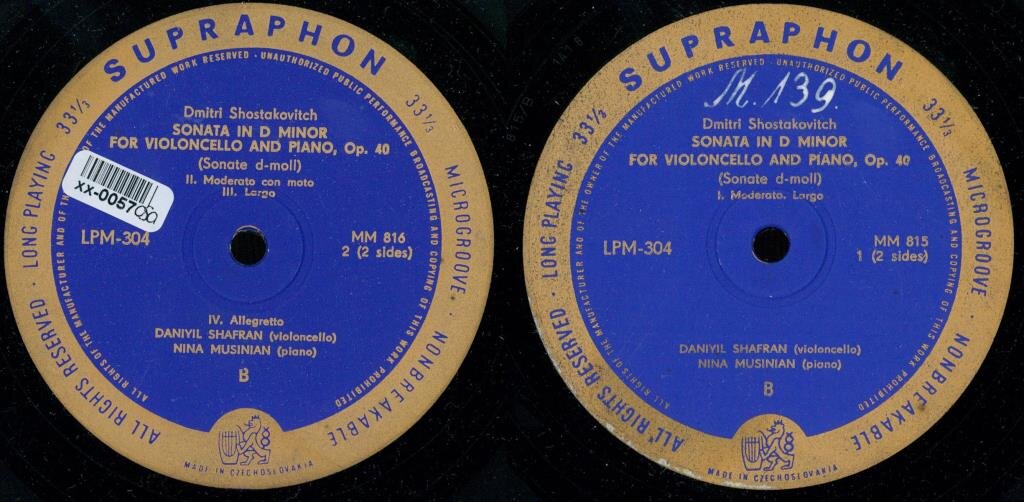 SUPRAPHON
33⅓ 33⅓
LONG PLAYING · ALL RIGHTS RESERVED
MICROGROOVE · NONBREAKABLE
ALL RIGHTS OF THE MANUFACTURER AND OF THE OWNER OF THE MANUFACTURED WORK RESERVED · UNAUTHORIZED PUBLIC PERFORMANCE BROADCASTING AND COPYING OF THIS WORK PROHIBITED
Dmitri Shostakovitch
SONATA IN D MINOR
FOR VIOLONCELLO AND PIANO, Op. 40
(Sonate d-moll)
II. Moderato con moto
III. Largo
XX-0057080
LPM-304
MM 816
2 (2 sides)
IV. Allegretto
DANIYIL SHAFRAN (violoncello)
NINA MUSINIAN (piano)
B
MADE IN CZECHOSLOVAKIA
SUPRAPHON
33⅓ 33⅓
LONG PLAYING · ALL RIGHTS RESERVED
MICROGROOVE · NONBREAKABLE
ALL RIGHTS OF THE MANUFACTURER AND OF THE OWNER OF THE MANUFACTURED WORK RESERVED · UNAUTHORIZED PUBLIC PERFORMANCE BROADCASTING AND COPYING OF THIS WORK PROHIBITED
M. 139.
Dmitri Shostakovitch
SONATA IN D MINOR
FOR VIOLONCELLO AND PIANO, Op. 40
(Sonate d-moll)
I. Moderato. Largo
LPM-304
MM 815
1 (2 sides)
DANIYIL SHAFRAN (violoncello)
NINA MUSINIAN (piano)
B
MADE IN CZECHOSLOVAKIA